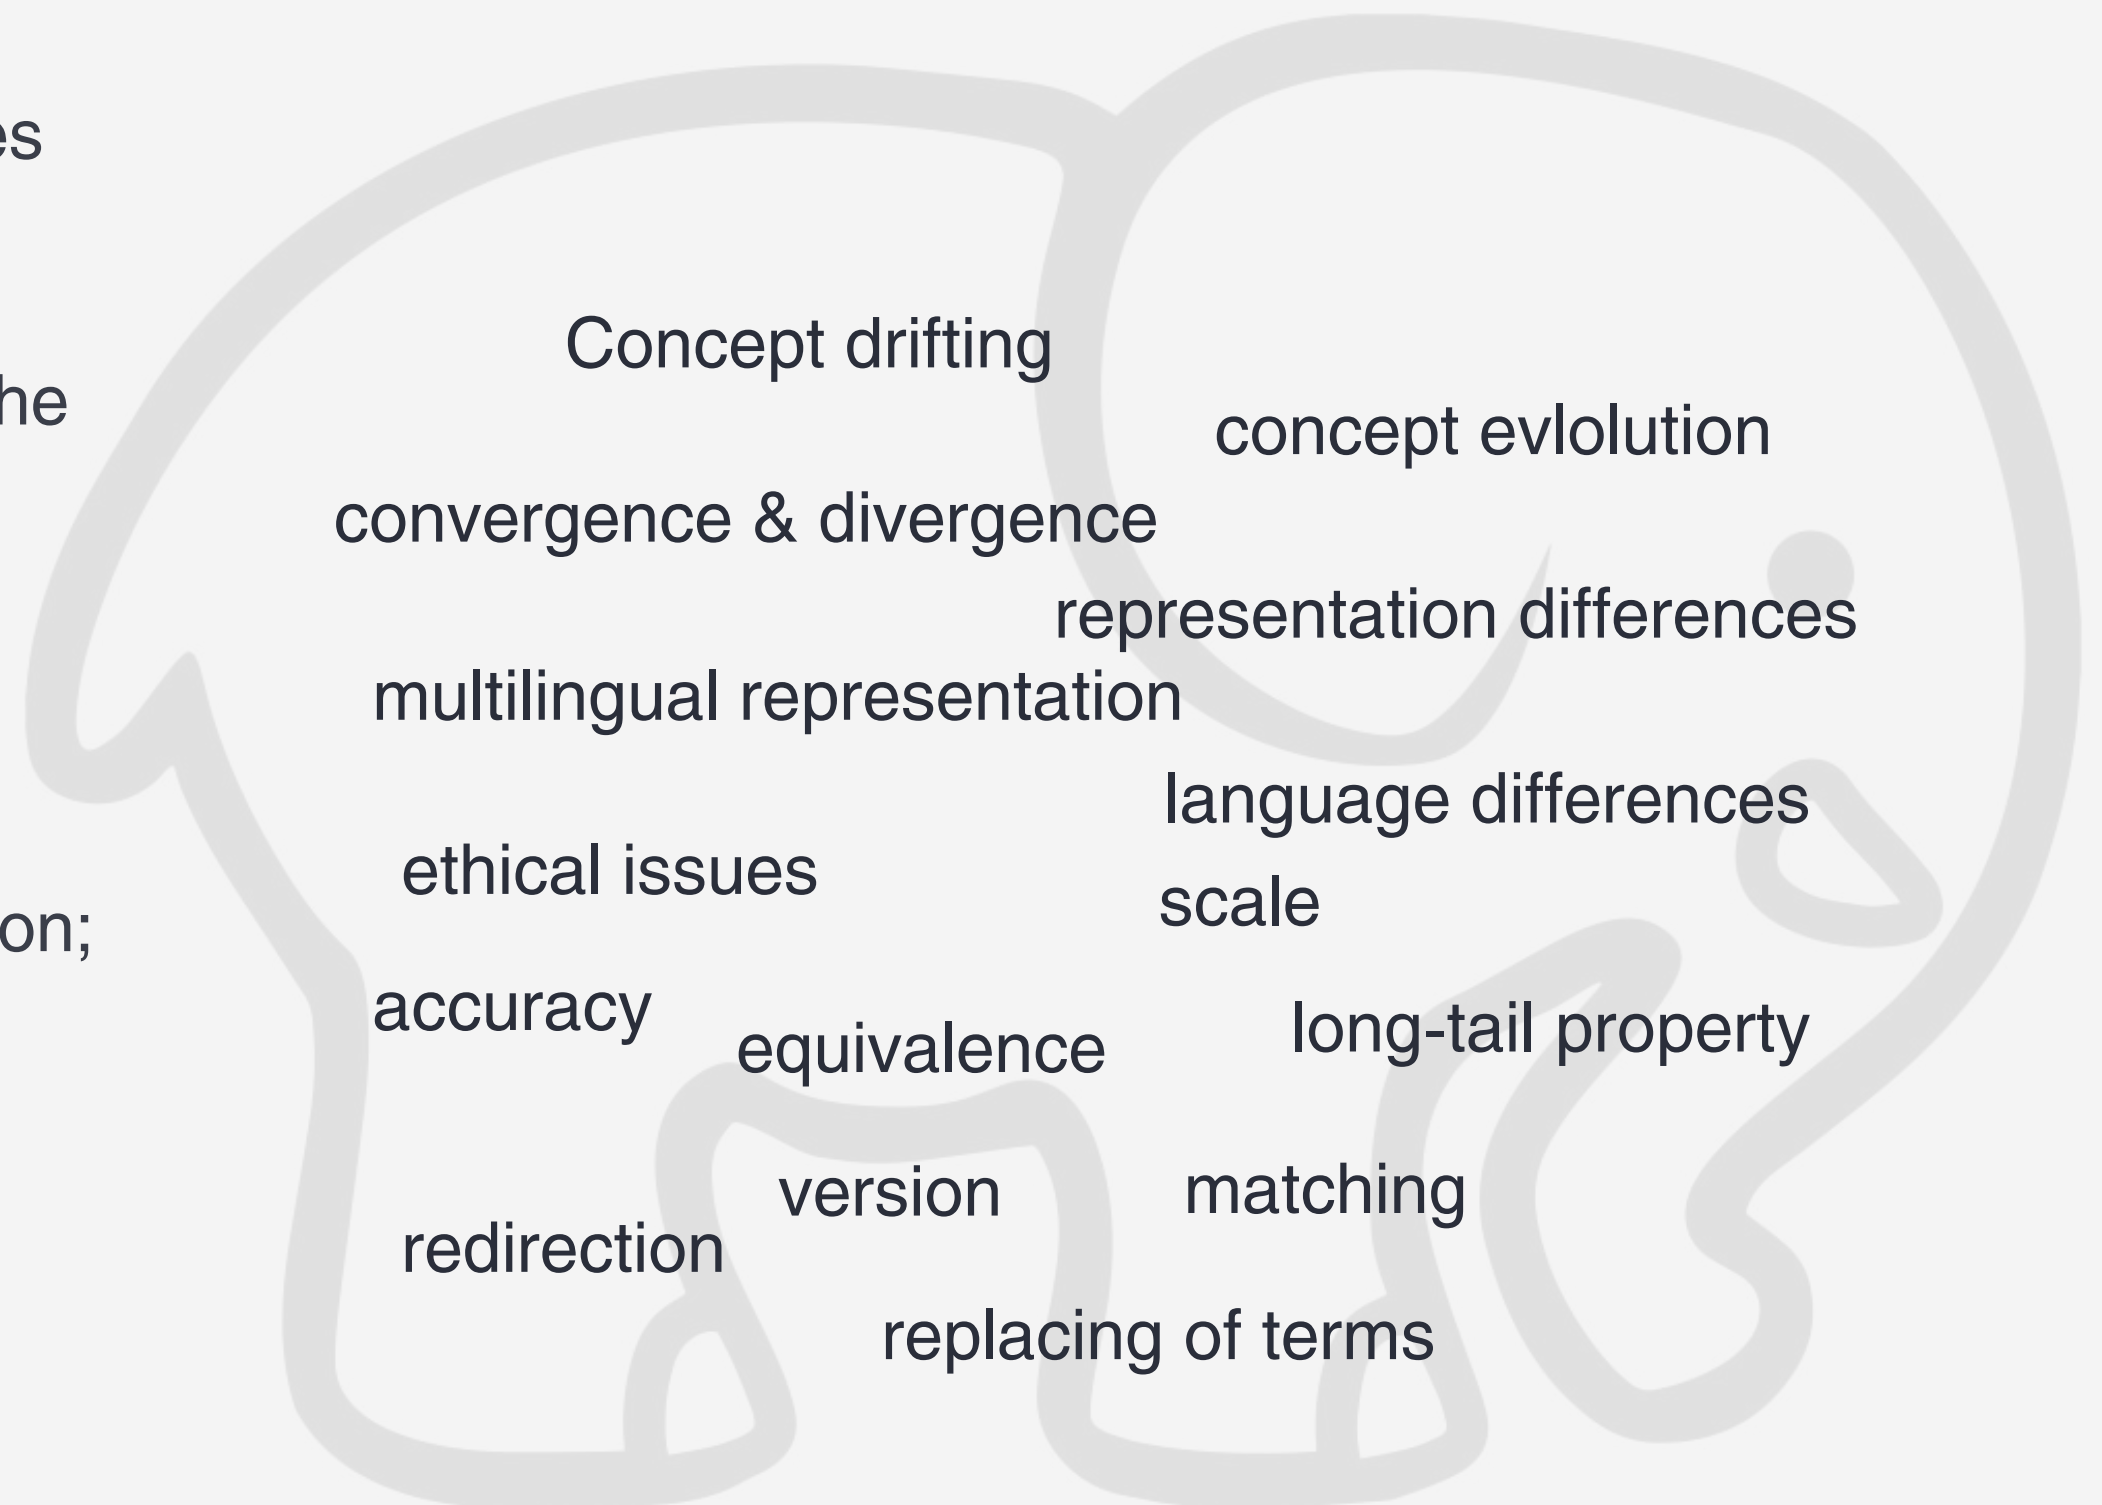 es
he
on;
Concept drifting
concept evlolution
convergence & divergence
representation differences
multilingual representation
language differences
ethical issues
scale
accuracy
long-tail property
equivalence
matching
version
redirection
replacing of terms